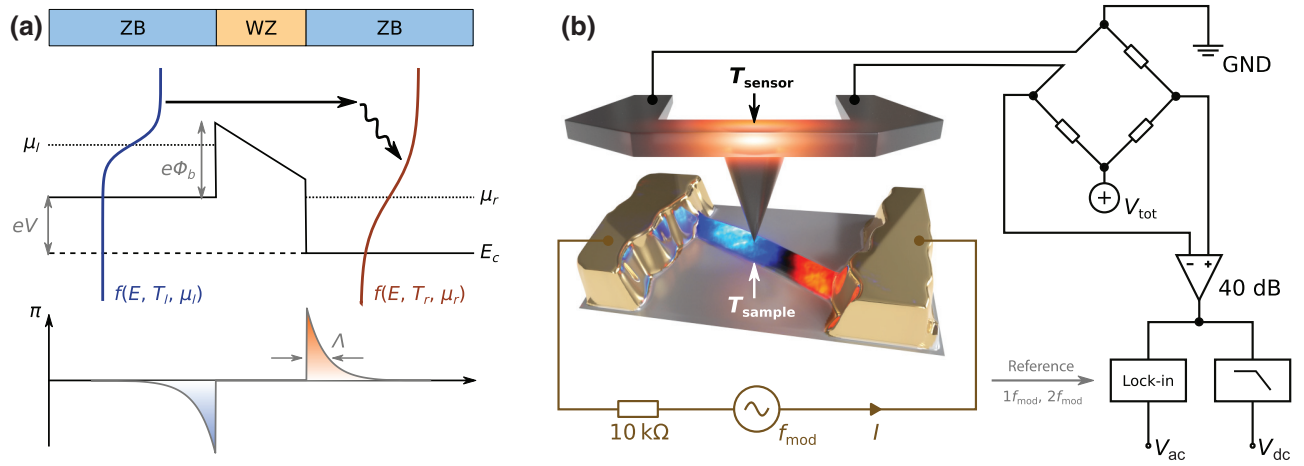 (a)
ZB WZ ZB
μl
eΦb
μr
eV
Ec
f(E, Tl, μl)
f(E, Tr, μr)
π
Λ
(b)
Tsensor
GND
Vtot
- +
40 dB
Tsample
Reference
1fmod, 2fmod
Lock-in
10 kΩ
fmod
I
Vac
Vdc